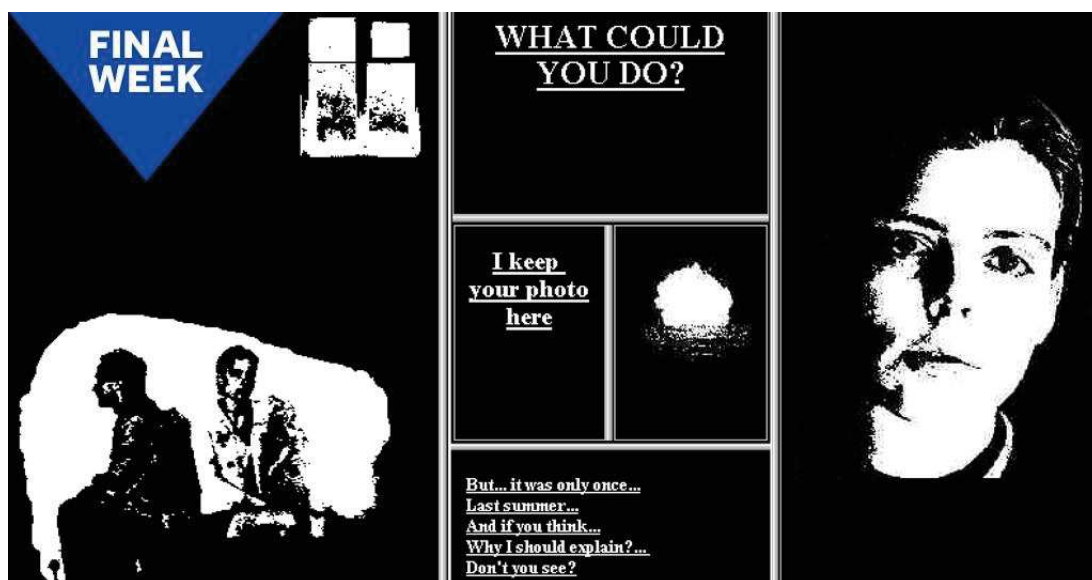 FINAL
WEEK
WHAT COULD
YOU DO?
I keep
your photo
here
But... it was only once...
Last summer...
And if you think...
Why I should explain?...
Don't you see?